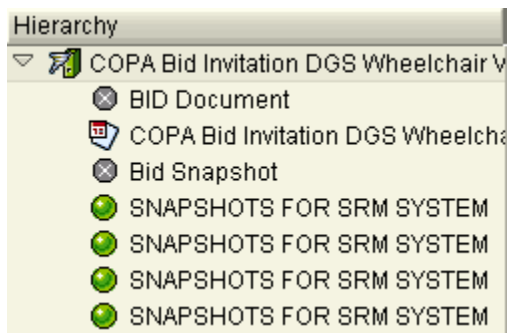 Hierarchy
COPA Bid Invitation DGS Wheelchair V
BID Document
COPA Bid Invitation DGS Wheelcha
Bid Snapshot
SNAPSHOTS FOR SRM SYSTEM
SNAPSHOTS FOR SRM SYSTEM
SNAPSHOTS FOR SRM SYSTEM
SNAPSHOTS FOR SRM SYSTEM